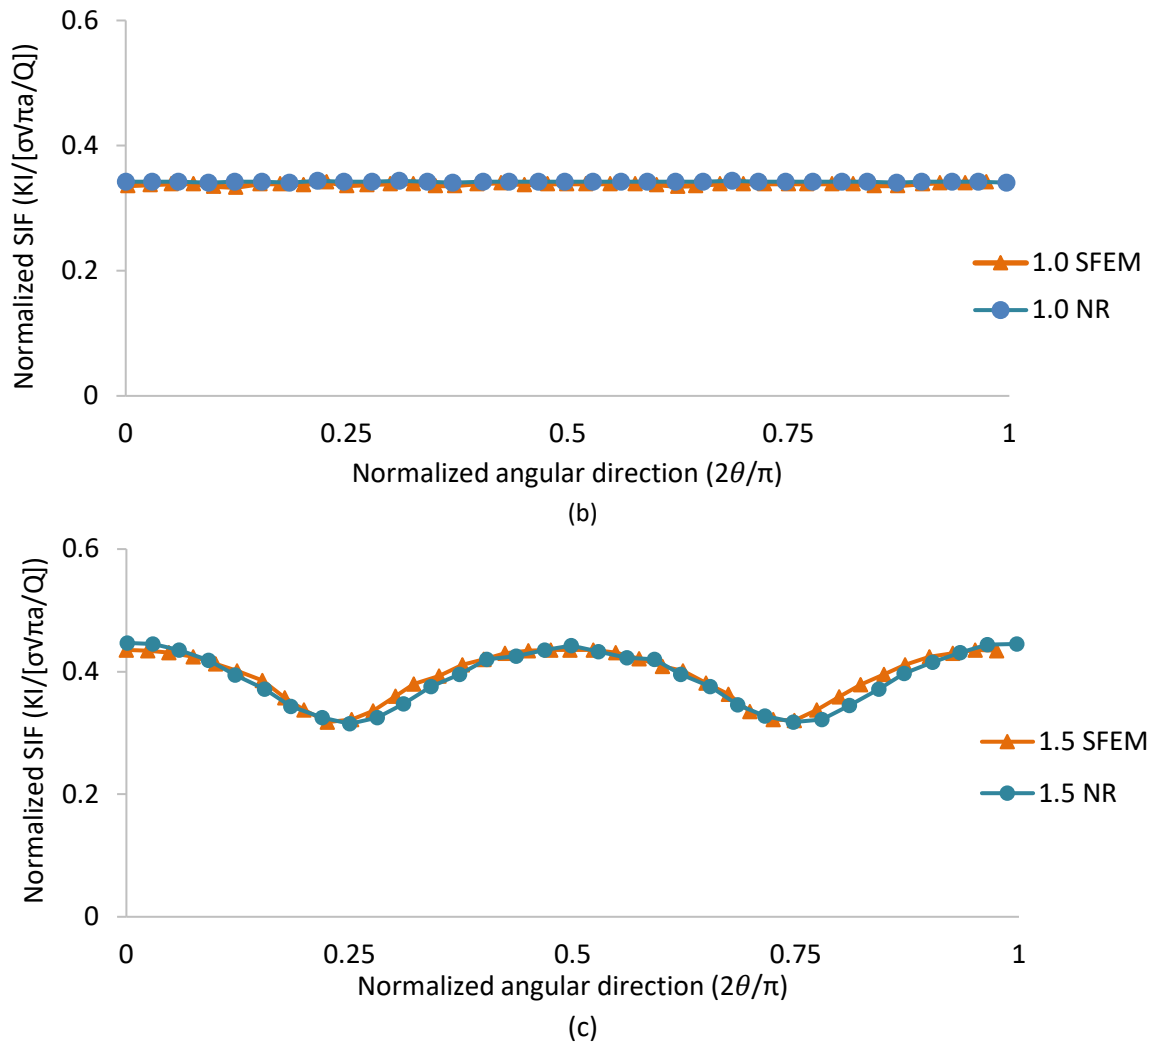 Normalized SIF (KI/[σ√πa/Q])
0.6
0.4
0.2
0
0 0.25 0.5 0.75 1
Normalized angular direction (2𝜃/π)
1.0 SFEM
1.0 NR
(b)
Normalized SIF (KI/[σ√πa/Q])
0.6
0.4
0.2
0
0 0.25 0.5 0.75 1
Normalized angular direction (2𝜃/π)
1.5 SFEM
1.5 NR
(c)